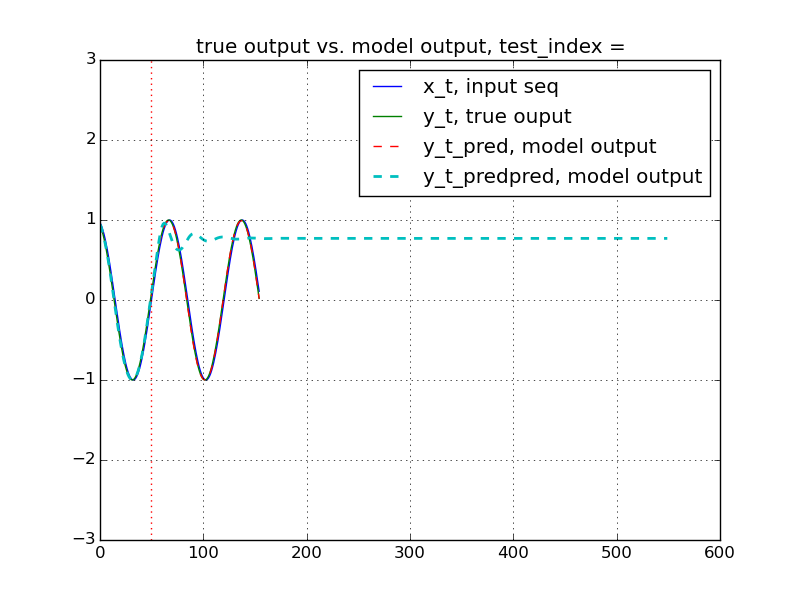 true output vs. model output, test_index =
3
2
1
0
−1
−2
−3
x_t, input seq
y_t, true ouput
y_t_pred, model output
y_t_predpred, model output
0 100 200 300 400 500 600